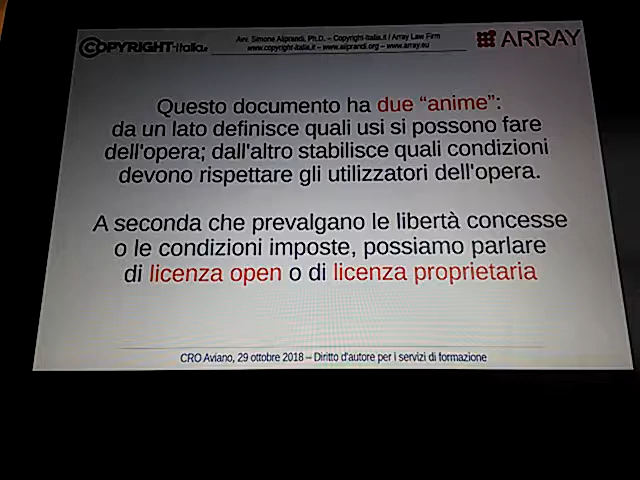 COPYRIGHT-Italia.it
Avv. Simone Aliprandi, Ph.D. – Copyright-Italia.it / Array Law Firm
www.copyright-italia.it – www.aliprandi.org – www.array.eu
ARRAY
Questo documento ha due “anime”:
da un lato definisce quali usi si possono fare
dell'opera; dall'altro stabilisce quali condizioni
devono rispettare gli utilizzatori dell'opera.
A seconda che prevalgano le libertà concesse
o le condizioni imposte, possiamo parlare
di licenza open o di licenza proprietaria
CRO Aviano, 29 ottobre 2018 – Diritto d'autore per i servizi di formazione